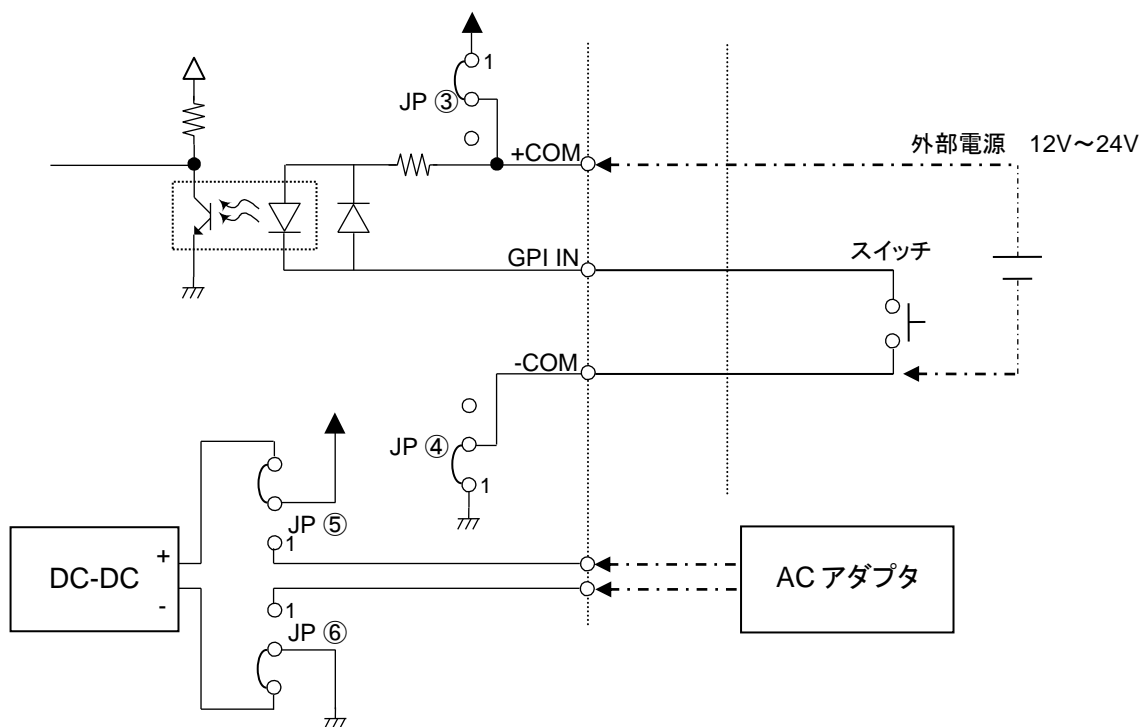 1
JP ③
+COM
外部電源 12V～24V
GPI IN
スイッチ
-COM
JP ④
1
JP ⑤
1
+
DC-DC
-
AC アダプタ
1
JP ⑥